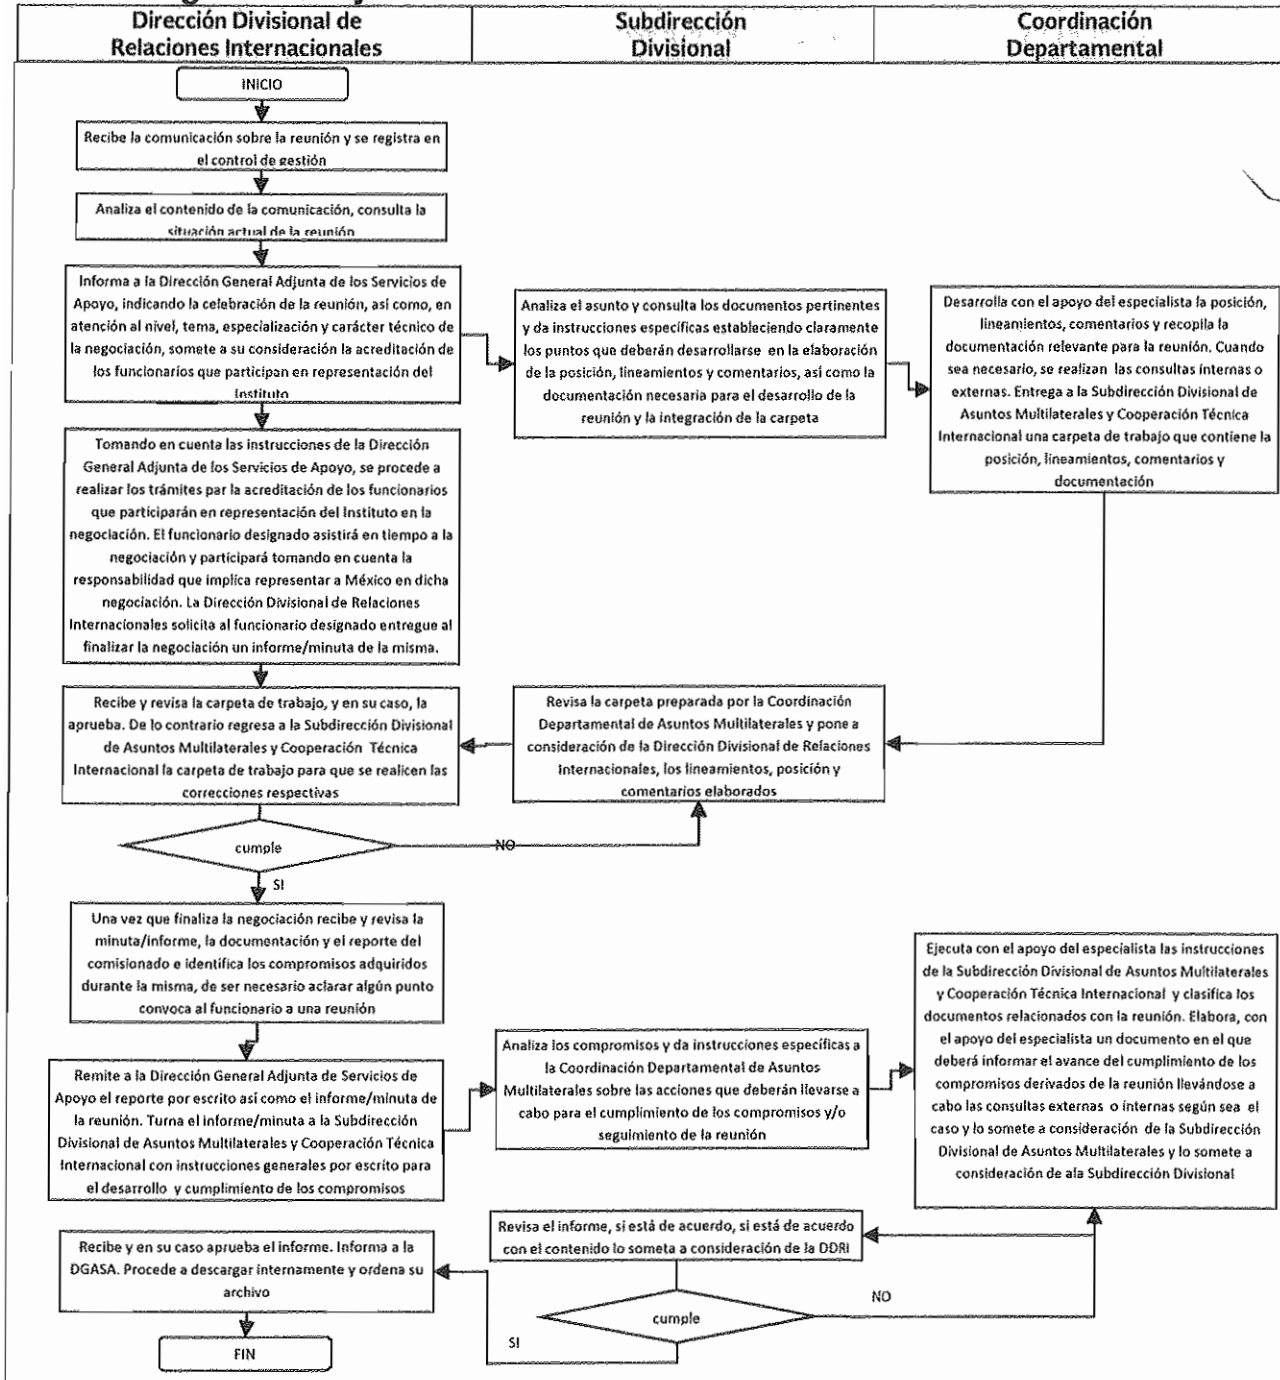 Dirección Divisional de
Relaciones Internacionales
Subdirección
Divisional
Coordinación
Departamental
INICIO
Recibe la comunicación sobre la reunión y se registra en
el control de gestión
Analiza el contenido de la comunicación, consulta la
situación actual de la reunión
Informa a la Dirección General Adjunta de los Servicios de
Apoyo, indicando la celebración de la reunión, así como, en
atención al nivel, tema, especialización y carácter técnico de
la negociación, somete a su consideración la acreditación de
los funcionarios que participan en representación del
Instituto
Analiza el asunto y consulta los documentos pertinentes
y da instrucciones específicas estableciendo claramente
los puntos que deberán desarrollarse en la elaboración
de la posición, lineamientos y comentarios, así como la
documentación necesaria para el desarrollo de la
reunión y la integración de la carpeta
Desarrolla con el apoyo del especialista la posición,
lineamientos, comentarios y recopila la
documentación relevante para la reunión. Cuando
sea necesario, se realizan las consultas internas o
externas. Entrega a la Subdirección Divisional de
Asuntos Multilaterales y Cooperación Técnica
Internacional una carpeta de trabajo que contiene la
posición, lineamientos, comentarios y
documentación
Tomando en cuenta las instrucciones de la Dirección
General Adjunta de los Servicios de Apoyo, se procede a
realizar los trámites par la acreditación de los funcionarios
que participarán en representación del Instituto en la
negociación. El funcionario designado asistirá en tiempo a la
negociación y participará tomando en cuenta la
responsabilidad que implica representar a México en dicha
negociación. La Dirección Divisional de Relaciones
Internacionales solicita al funcionario designado entregue al
finalizar la negociación un informe/minuta de la misma.
Recibe y revisa la carpeta de trabajo, y en su caso, la
aprueba. De lo contrario regresa a la Subdirección Divisional
de Asuntos Multilaterales y Cooperación Técnica
Internacional la carpeta de trabajo para que se realicen las
correcciones respectivas
Revisa la carpeta preparada por la Coordinación
Departamental de Asuntos Multilaterales y pone a
consideración de la Dirección Divisional de Relaciones
Internacionales, los lineamientos, posición y
comentarios elaborados
cumple
NO
SI
Una vez que finaliza la negociación recibe y revisa la
minuta/informe, la documentación y el reporte del
comisionado e identifica los compromisos adquiridos
durante la misma, de ser necesario aclarar algún punto
convoca al funcionario a una reunión
Remite a la Dirección General Adjunta de Servicios de
Apoyo el reporte por escrito así como el informe/minuta de
la reunión. Turna el informe/minuta a la Subdirección
Divisional de Asuntos Multilaterales y Cooperación Técnica
Internacional con instrucciones generales por escrito para
el desarrollo y cumplimiento de los compromisos
Analiza los compromisos y da instrucciones específicas a
la Coordinación Departamental de Asuntos
Multilaterales sobre las acciones que deberán llevarse a
cabo para el cumplimiento de los compromisos y/o
seguimiento de la reunión
Ejecuta con el apoyo del especialista las instrucciones
de la Subdirección Divisional de Asuntos Multilaterales
y Cooperación Técnica Internacional y clasifica los
documentos relacionados con la reunión. Elabora, con
el apoyo del especialista un documento en el que
deberá informar el avance del cumplimiento de los
compromisos derivados de la reunión llevándose a
cabo las consultas externas o internas según sea el
caso y lo somete a consideración de la Subdirección
Divisional de Asuntos Multilaterales y lo somete a
consideración de ala Subdirección Divisional
Revisa el informe, si está de acuerdo, si está de acuerdo
con el contenido lo someta a consideración de la DDRI
Recibe y en su caso aprueba el informe. Informa a la
DGASA. Procede a descargar internamente y ordena su
archivo
cumple
NO
SI
FIN